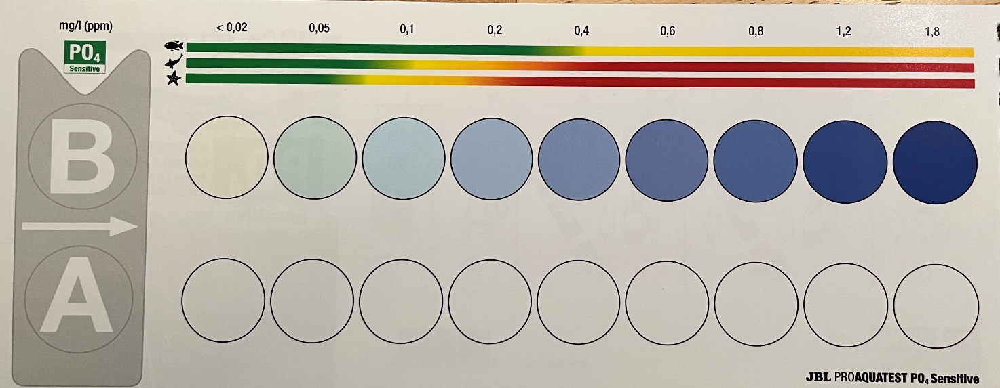 mg/l (ppm)
< 0,02 0,05 0,1 0,2 0,4 0,6 0,8 1,2 1,8
PO₄
Sensitive
B
A
JBL PROAQUATEST PO₄ Sensitive